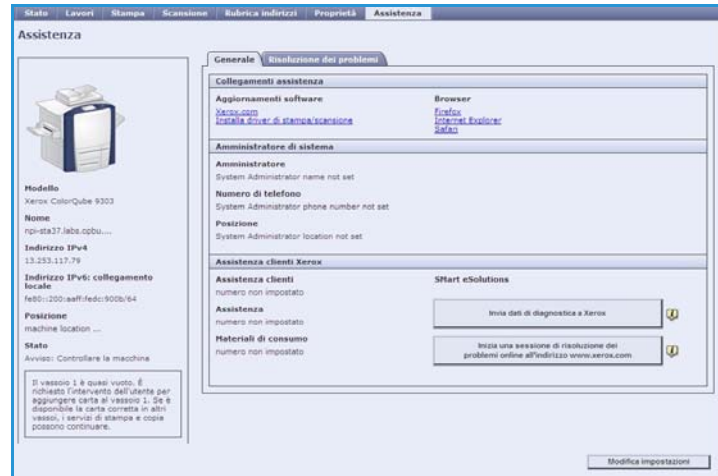 Stato Lavori Stampa Scansione Rubrica indirizzi Proprietà Assistenza
Assistenza
Modello
Xerox ColorQube 9303
Nome
npi-sta37.labs.opbu....
Indirizzo IPv4
13.253.117.79
Indirizzo IPv6: collegamento
locale
fe80::200:aaff:fedc:900b/64
Posizione
machine location ...
Stato
Avviso: Controllare la macchina
Il vassoio 1 è quasi vuoto. È
richiesto l'intervento dell'utente per
aggiungere carta al vassoio 1. Se è
disponibile la carta corretta in altri
vassoi, i servizi di stampa e copia
possono continuare.
Generale Risoluzione dei problemi
Collegamenti assistenza
Aggiornamenti software
Xerox.com
Installa driver di stampa/scansione
Browser
Firefox
Internet Explorer
Safari
Amministratore di sistema
Amministratore
System Administrator name not set
Numero di telefono
System Administrator phone number not set
Posizione
System Administrator location not set
Assistenza clienti Xerox
Assistenza clienti
numero non impostato
Assistenza
numero non impostato
Materiali di consumo
numero non impostato
SMart eSolutions
Invia dati di diagnostica a Xerox
Inizia una sessione di risoluzione dei
problemi online all'indirizzo www.xerox.com
Modifica impostazioni